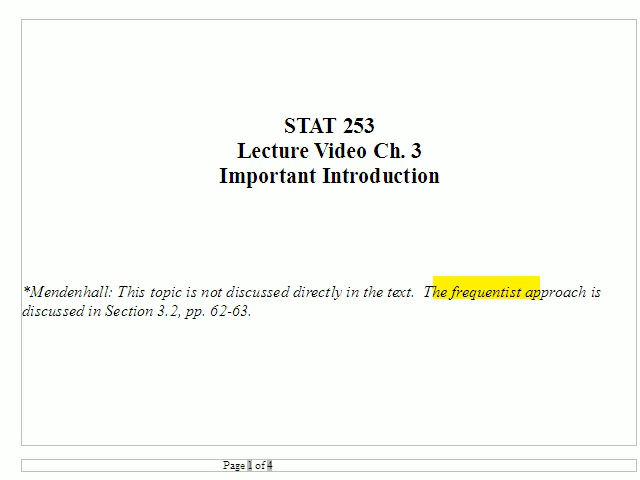 STAT 253
Lecture Video Ch. 3
Important Introduction
*Mendenhall: This topic is not discussed directly in the text. The frequentist approach is
discussed in Section 3.2, pp. 62-63.
Page 1 of 4